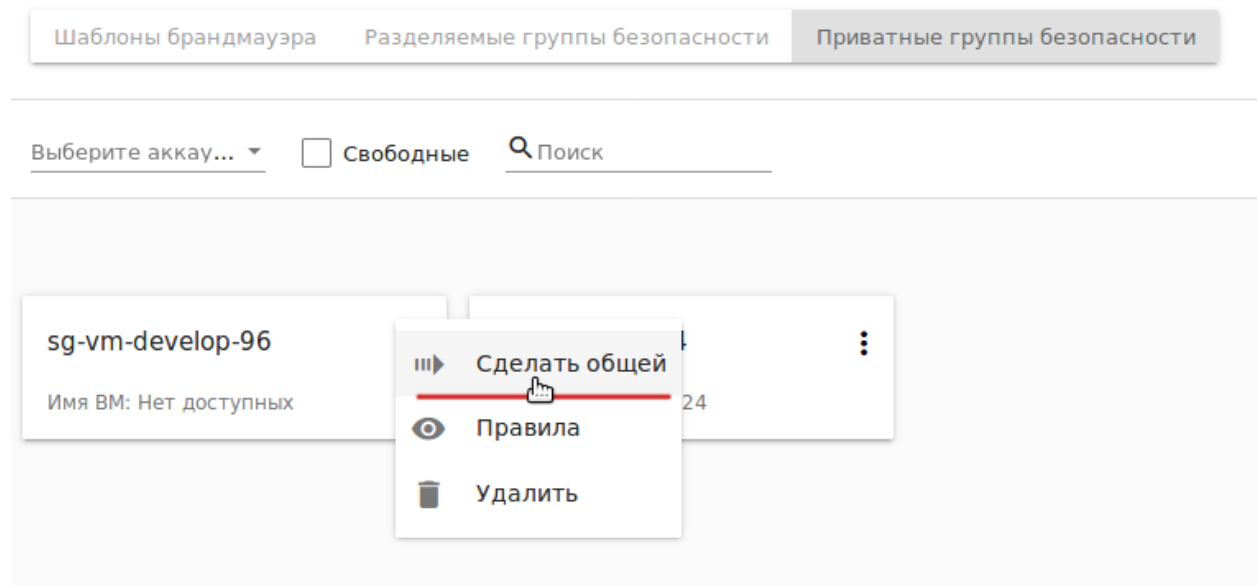 Шаблоны брандмауэра Разделяемые группы безопасности Приватные группы безопасности
Выберите аккау... Свободные Поиск
sg-vm-develop-96
Имя ВМ: Нет доступных
24
Сделать общей
Правила
Удалить